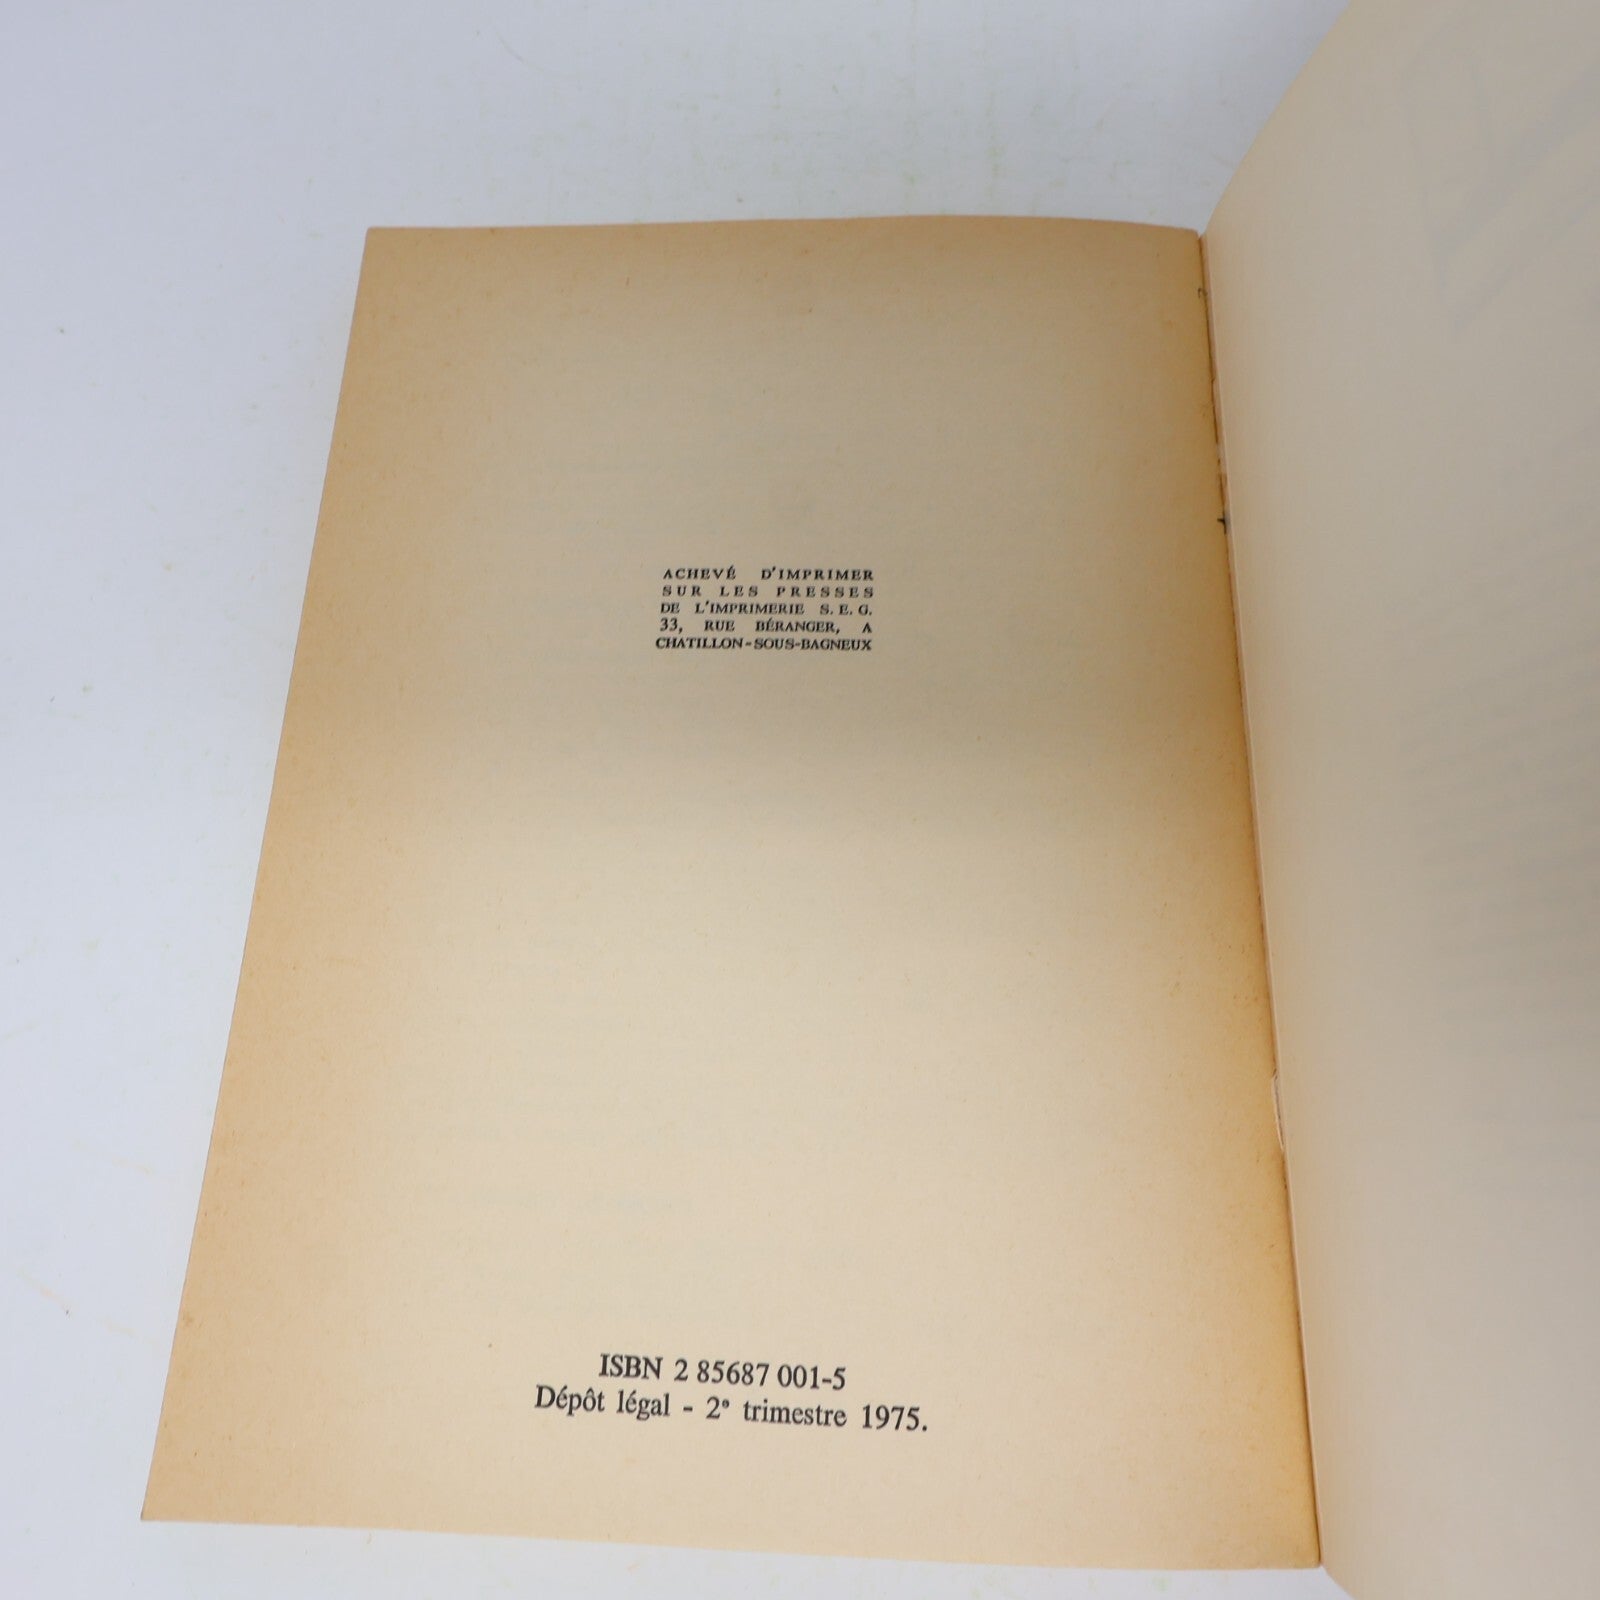 ACHEVÉ D'IMPRIMER
SUR LES PRESSES
DE L'IMPRIMERIE S. E. G.
33, RUE BÉRANGER, A
CHATILLON-SOUS-BAGNEUX
ISBN 2 85687 001-5
Dépôt légal - 2e trimestre 1975.